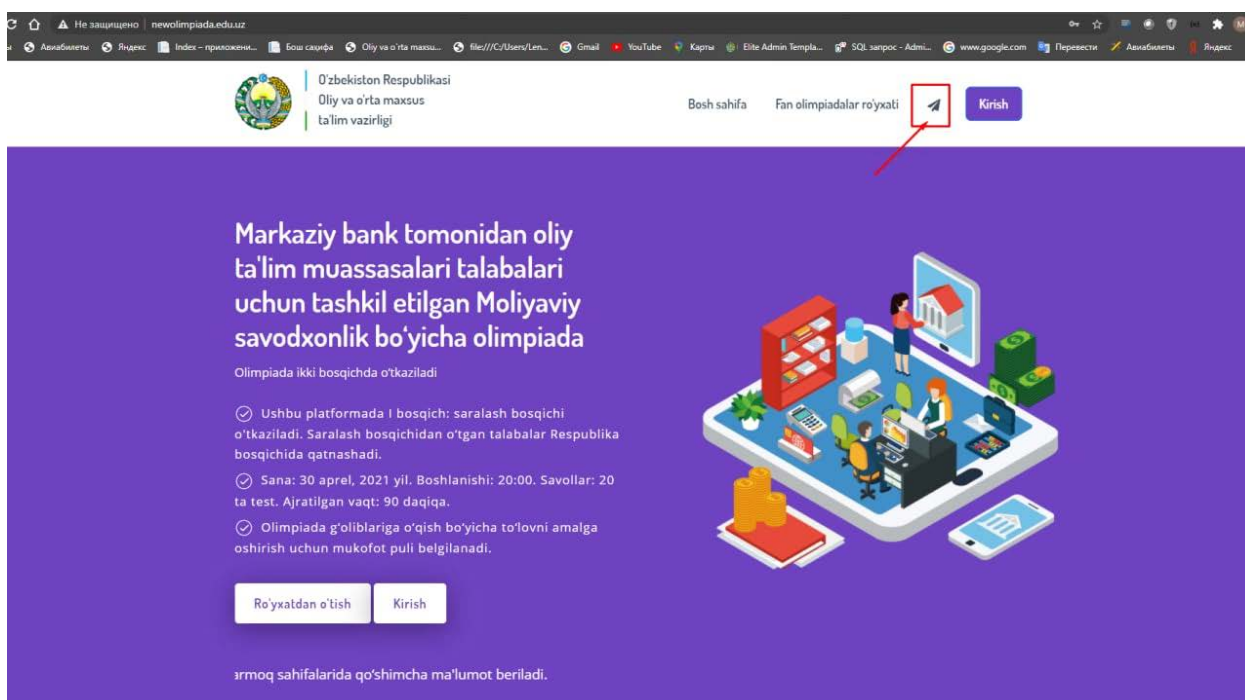 Не защищено newolimpiada.edu.uz
Авиабилеты Яндекс Index – приложени... Бош саҳифа Oliy va o'rta maxsu... file:///C:/Users/Len... Gmail YouTube Карты Elite Admin Templa... SQL запрос - Admi... www.google.com Перевести Авиабилеты Яндекс
O'zbekiston Respublikasi
Oliy va o'rta maxsus
ta'lim vazirligi
Bosh sahifa Fan olimpiadalar ro'yxati Kirish
Markaziy bank tomonidan oliy
ta'lim muassasalari talabalari
uchun tashkil etilgan Moliyaviy
savodxonlik bo‘yicha olimpiada
Olimpiada ikki bosqichda o‘tkaziladi
Ushbu platformada I bosqich: saralash bosqichi
o‘tkaziladi. Saralash bosqichidan o‘tgan talabalar Respublika
bosqichida qatnashadi.
Sana: 30 aprel, 2021 yil. Boshlanishi: 20:00. Savollar: 20
ta test. Ajratilgan vaqt: 90 daqiqa.
Olimpiada g‘oliblariga o‘qish bo‘yicha to‘lovni amalga
oshirish uchun mukofot puli belgilanadi.
Ro'yxatdan o'tish Kirish
armoq sahifalarida qo‘shimcha ma’lumot beriladi.